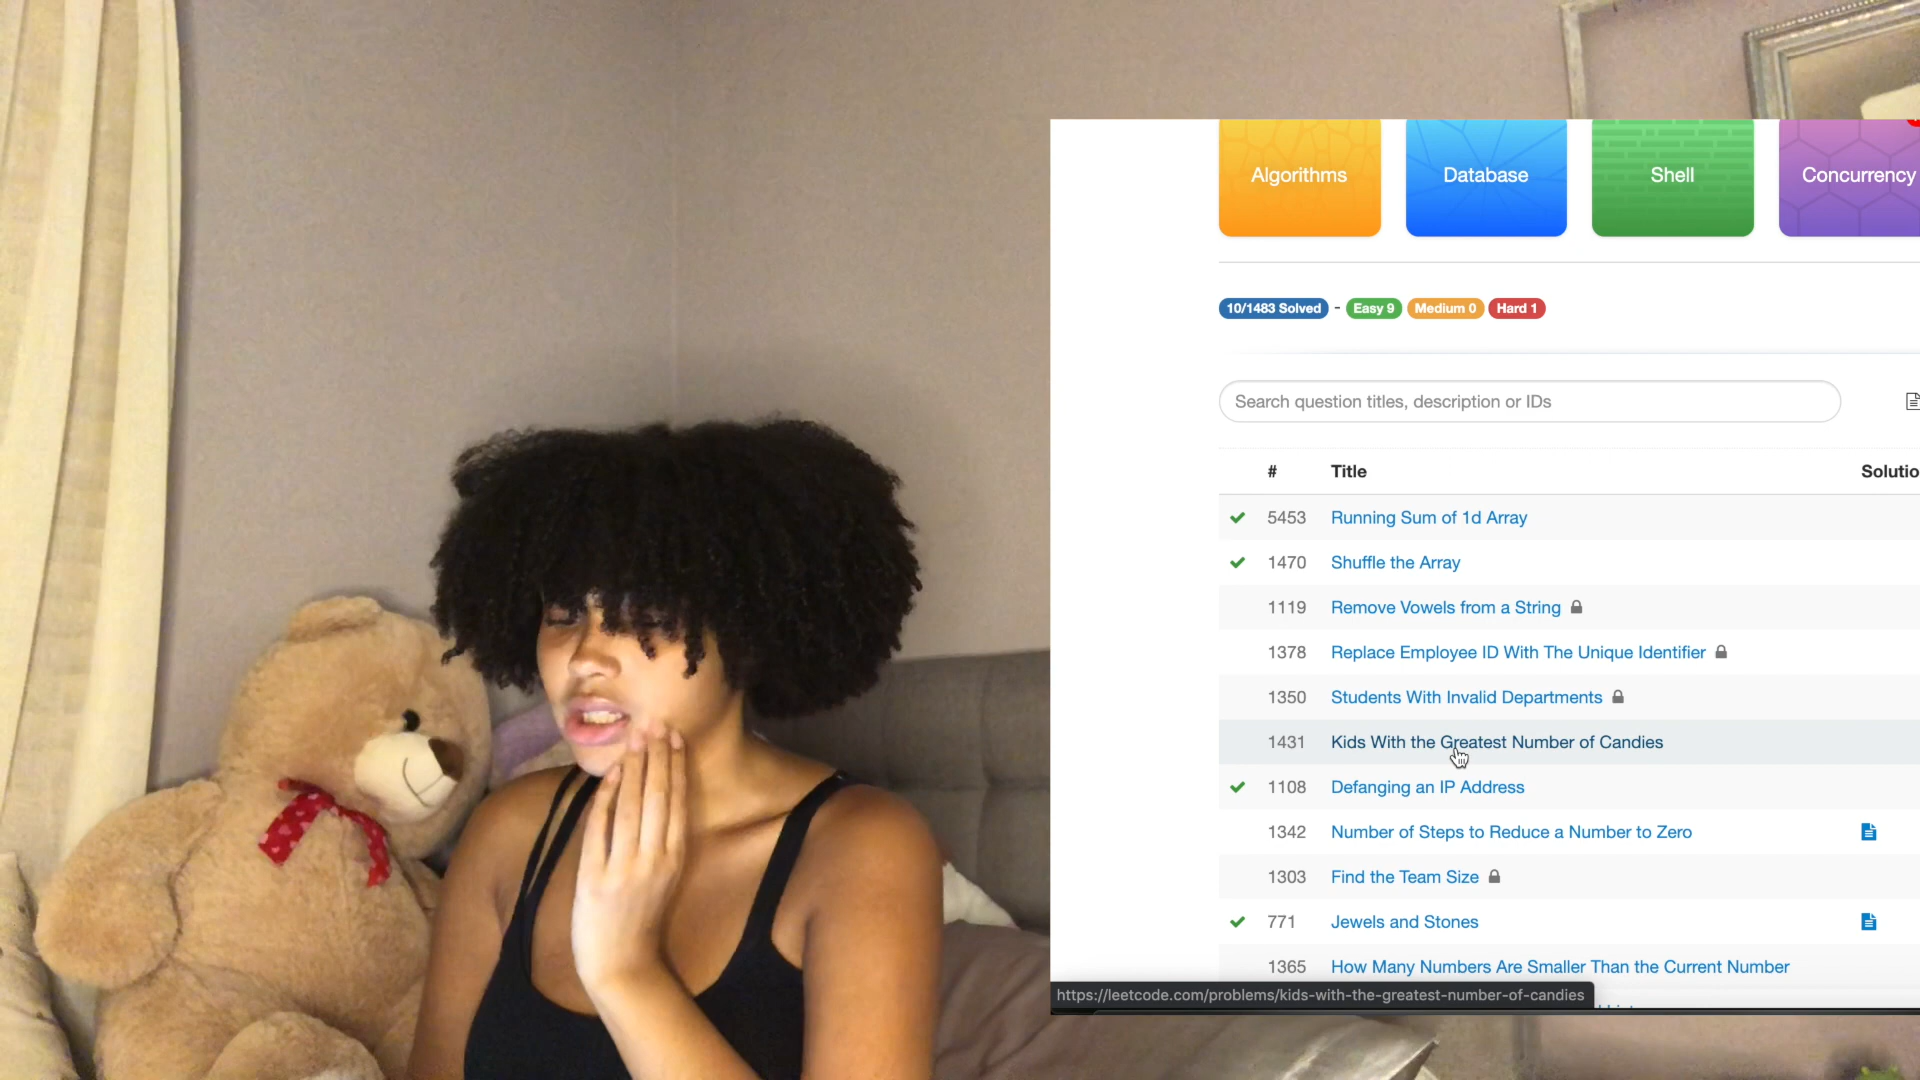 Algorithms
Database
Shell
Concurrency
10/1483 Solved - Easy 9 Medium 0 Hard 1
Search question titles, description or IDs
# Title Solutio
5453 Running Sum of 1d Array
1470 Shuffle the Array
1119 Remove Vowels from a String
1378 Replace Employee ID With The Unique Identifier
1350 Students With Invalid Departments
1431 Kids With the Greatest Number of Candies
1108 Defanging an IP Address
1342 Number of Steps to Reduce a Number to Zero
1303 Find the Team Size
771 Jewels and Stones
1365 How Many Numbers Are Smaller Than the Current Number
https://leetcode.com/problems/kids-with-the-greatest-number-of-candies